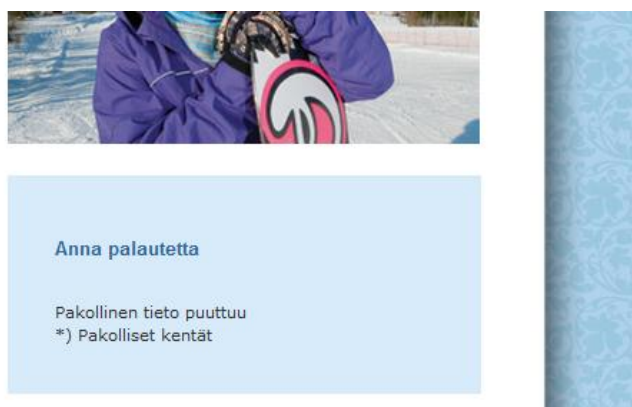 Anna palautetta
Pakollinen tieto puuttuu
*) Pakolliset kentät